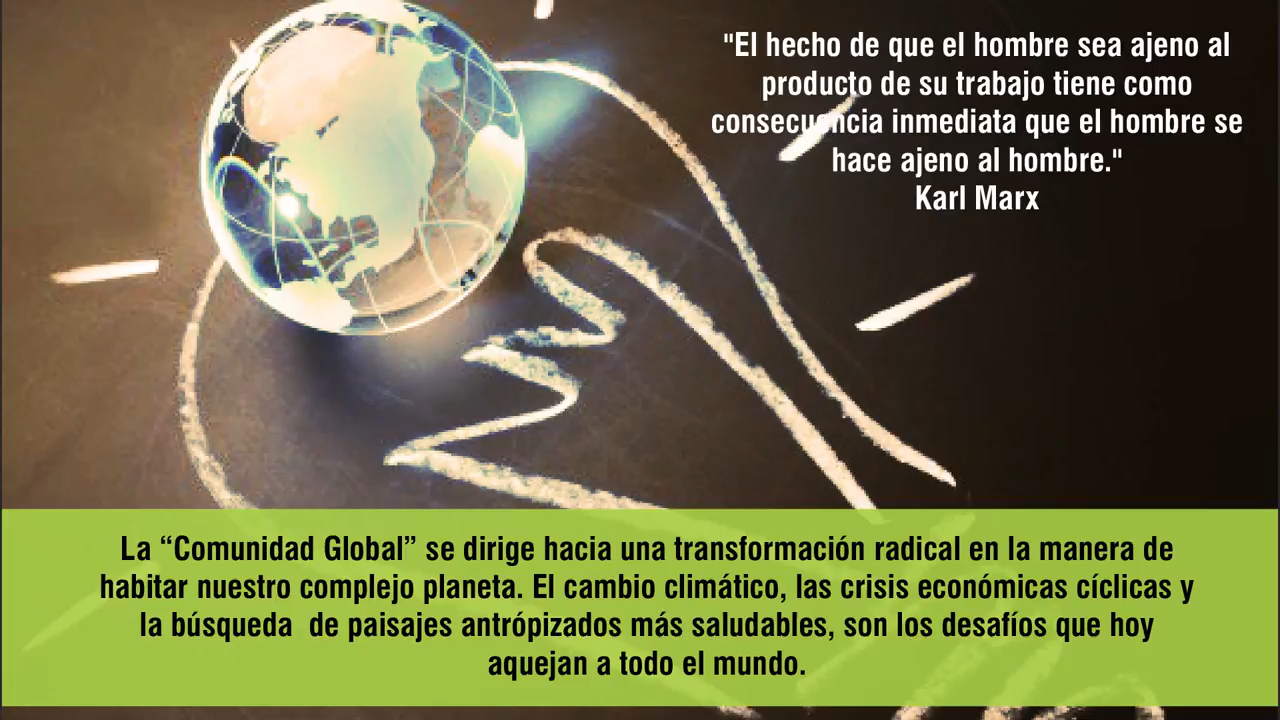 "El hecho de que el hombre sea ajeno al
producto de su trabajo tiene como
consecuencia inmediata que el hombre se
hace ajeno al hombre."
Karl Marx
La “Comunidad Global” se dirige hacia una transformación radical en la manera de
habitar nuestro complejo planeta. El cambio climático, las crisis económicas cíclicas y
la búsqueda  de paisajes antrópizados más saludables, son los desafíos que hoy
aquejan a todo el mundo.